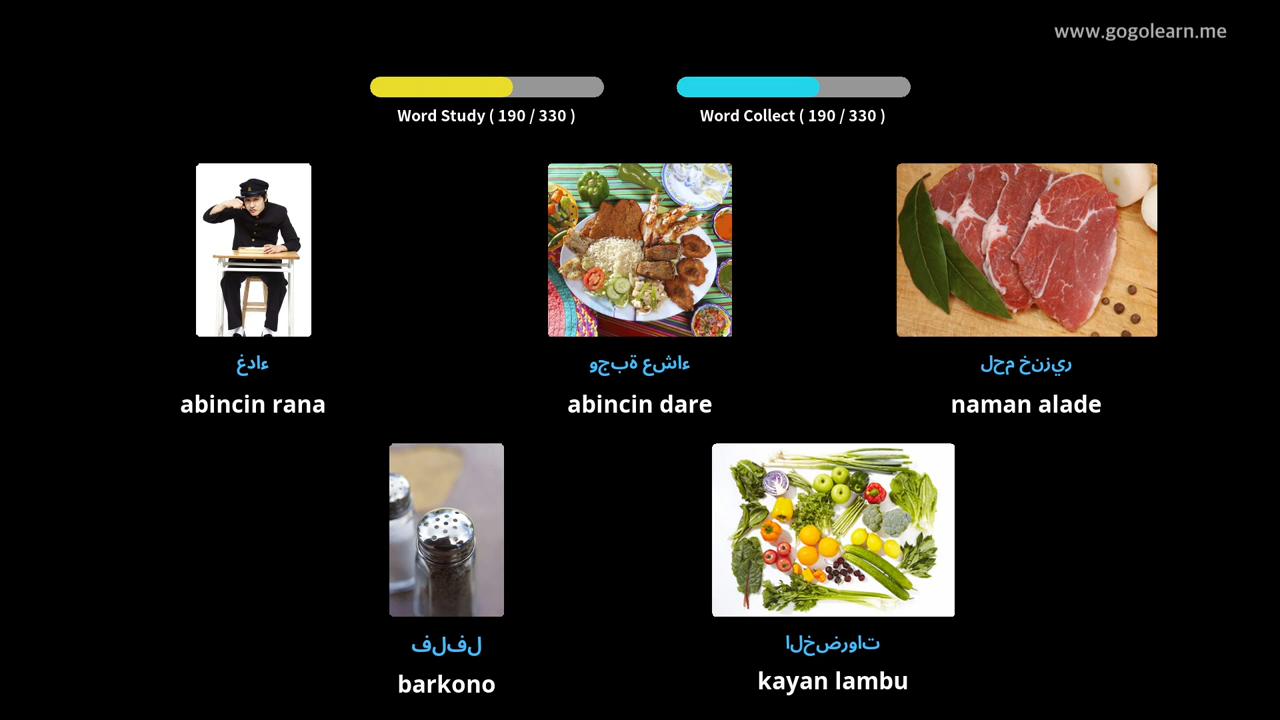 www.gogolearn.me
Word Study ( 190 / 330 )
Word Collect ( 190 / 330 )
غداء
abincin rana
وجبة عشاء
abincin dare
لحم خنزير
naman alade
فلفل
barkono
الخضروات
kayan lambu